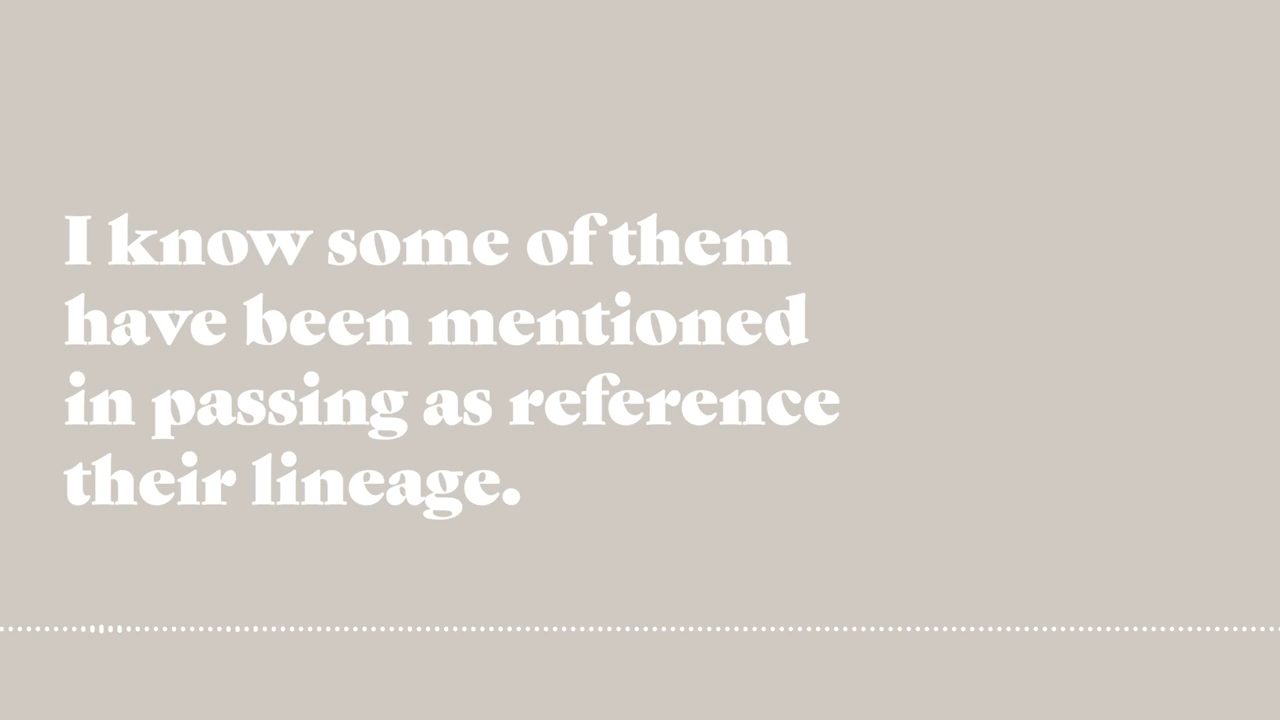 I know some of them
have been mentioned
in passing as reference
their lineage.